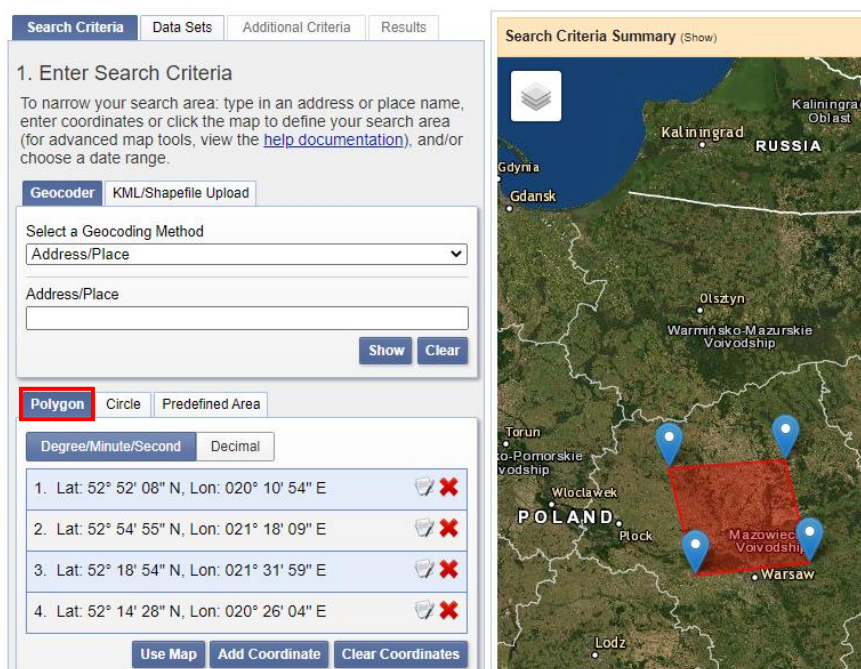 Search Criteria
Data Sets
Additional Criteria
Results
1. Enter Search Criteria
To narrow your search area: type in an address or place name,
enter coordinates or click the map to define your search area
(for advanced map tools, view the help documentation), and/or
choose a date range.
Geocoder
KML/Shapefile Upload
Select a Geocoding Method
Address/Place
Address/Place
Show
Clear
Polygon
Circle
Predefined Area
Degree/Minute/Second
Decimal
1. Lat: 52° 52' 08" N, Lon: 020° 10' 54" E
2. Lat: 52° 54' 55" N, Lon: 021° 18' 09" E
3. Lat: 52° 18' 54" N, Lon: 021° 31' 59" E
4. Lat: 52° 14' 28" N, Lon: 020° 26' 04" E
Use Map
Add Coordinate
Clear Coordinates
Search Criteria Summary (Show)
Kaliningra
Oblast
Kaliningrad
RUSSIA
Gdynia
Gdansk
Olsztyn
Warmińsko-Mazurskie
Voivodship
Torun
o-Pomorskie
vodship
Wloclawek
POLAND
Plock
Mazowiec
Voivodship
Warsaw
Lodz